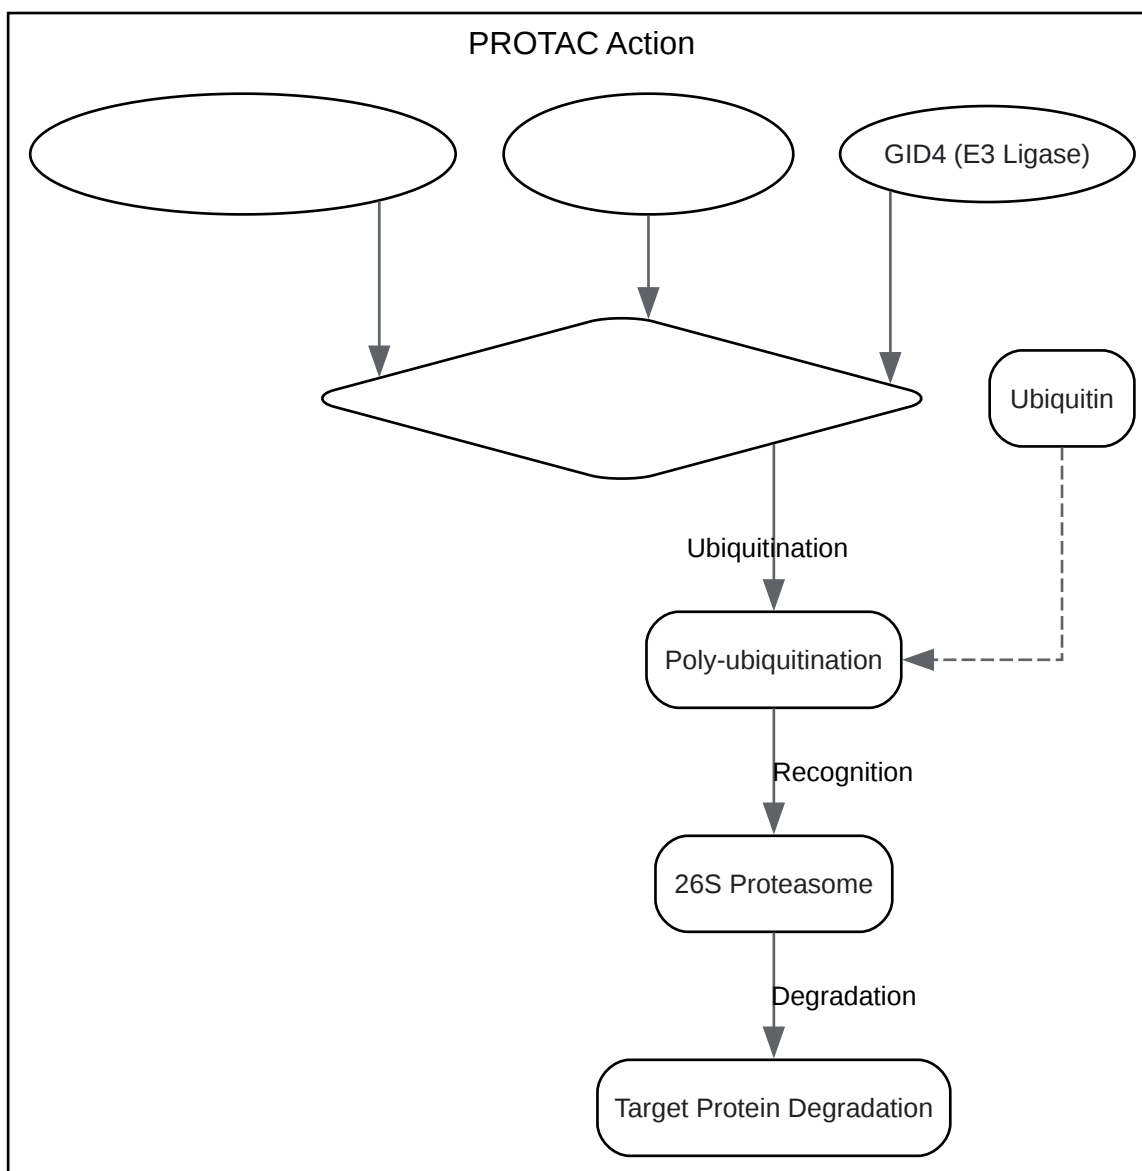 PROTAC Action
GID4 (E3 Ligase)
Ubiquitin
Ubiquitination
Poly-ubiquitination
Recognition
26S Proteasome
Degradation
Target Protein Degradation